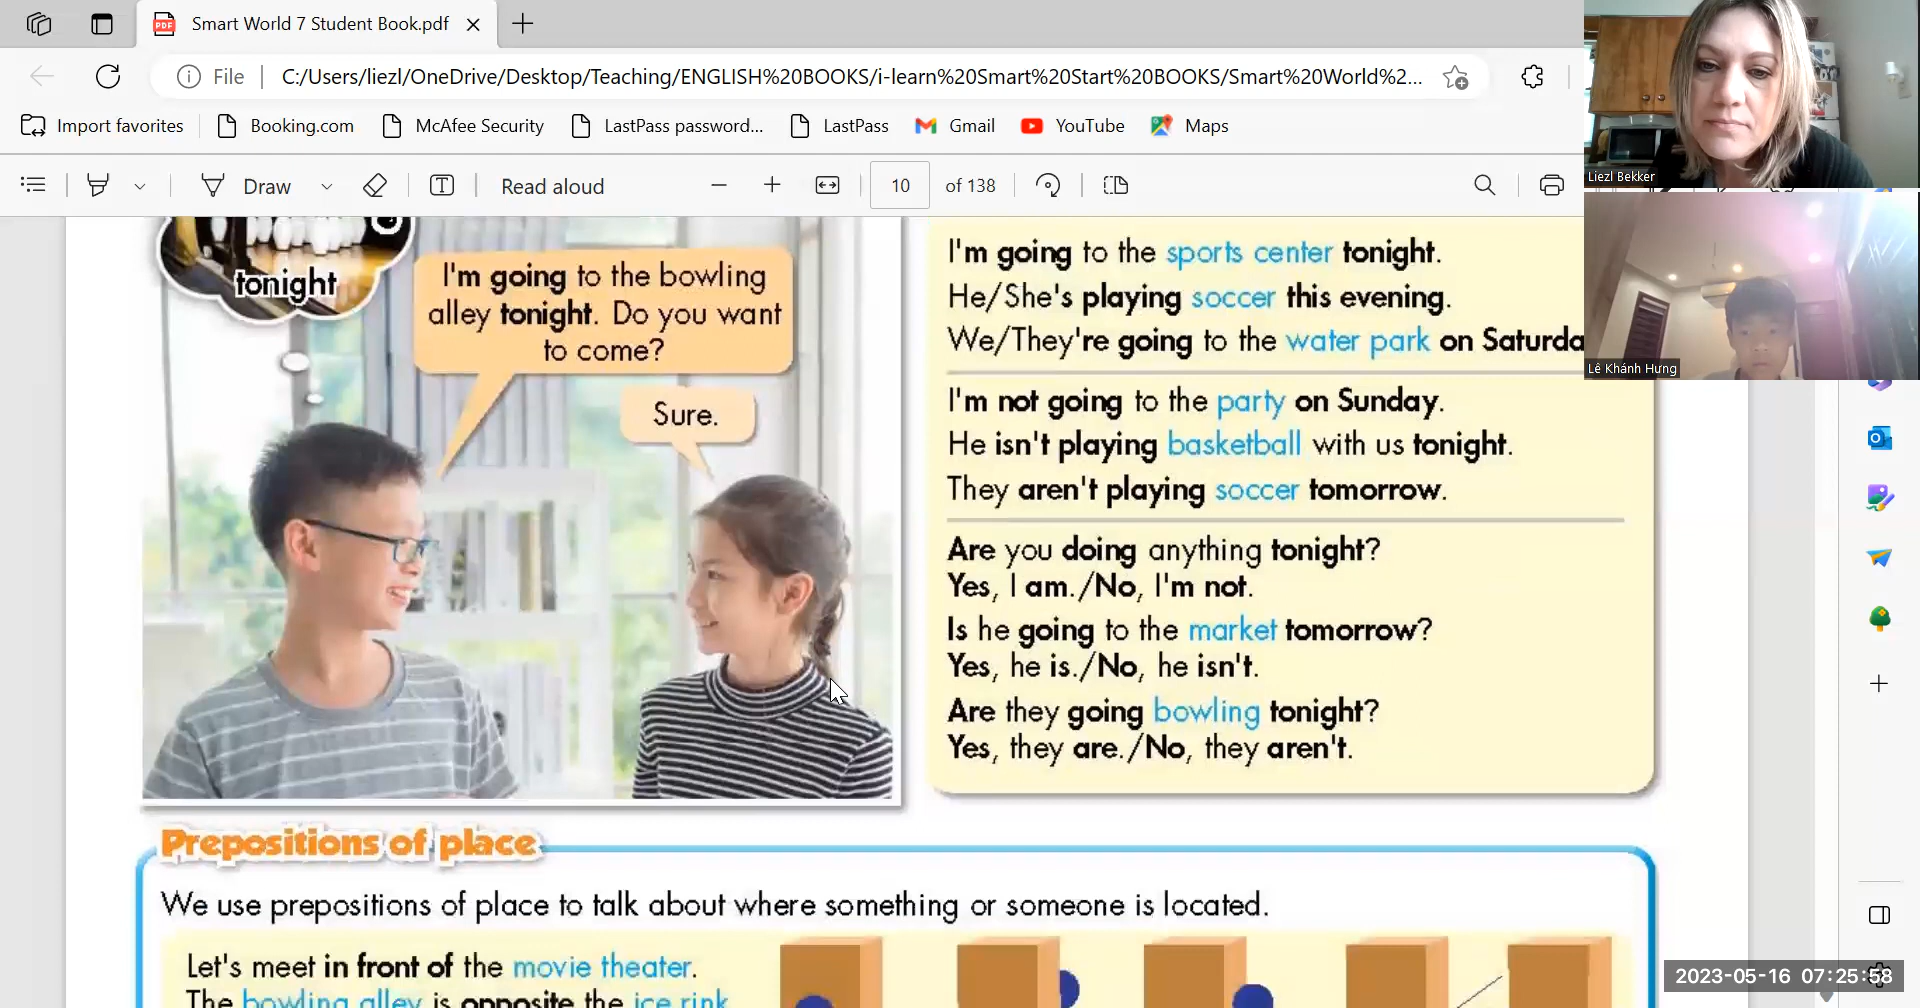 Smart World 7 Student Book.pdf
File
C:/Users/liezl/OneDrive/Desktop/Teaching/ENGLISH%20BOOKS/i-learn%20Smart%20Start%20BOOKS/Smart%20World%2...
Import favorites
Booking.com
McAfee Security
LastPass password...
LastPass
Gmail
YouTube
Maps
Draw
Read aloud
10 of 138
Liezl Bekker
Lê Khánh Hưng
tonight
I'm going to the bowling
alley tonight. Do you want
to come?
Sure.
I'm going to the sports center tonight.
He/She's playing soccer this evening.
We/They're going to the water park on Saturda
I'm not going to the party on Sunday.
He isn't playing basketball with us tonight.
They aren't playing soccer tomorrow.
Are you doing anything tonight?
Yes, I am./No, I'm not.
Is he going to the market tomorrow?
Yes, he is./No, he isn't.
Are they going bowling tonight?
Yes, they are./No, they aren't.
Prepositions of place
We use prepositions of place to talk about where something or someone is located.
Let's meet in front of the movie theater.
The bowling alley is opposite the ice rink
2023-05-16 07:25:58